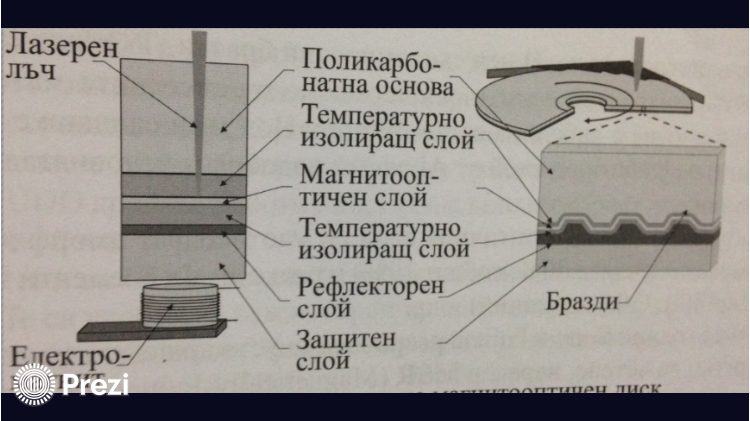 Лазерен
лъч
Поликарбо-
натна основа
Температурно
изолиращ слой
Магнитооп-
тичен слой
Температурно
изолиращ слой
Рефлекторен
слой
Защитен
слой
Бразди
Електро-
Prezi
магнитооптичен диск